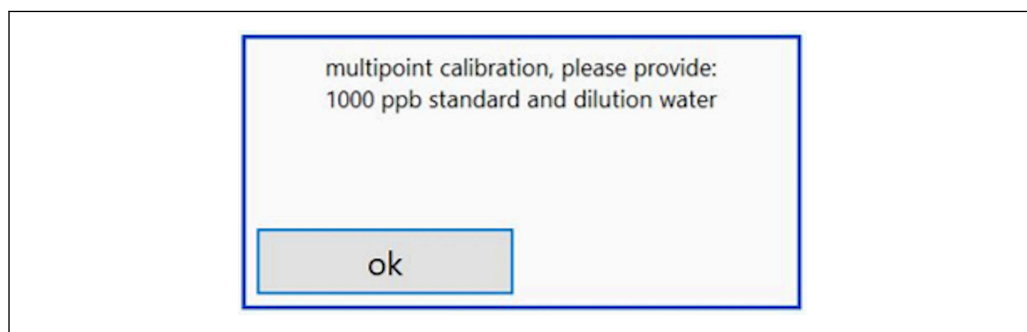 multipoint calibration, please provide:
1000 ppb standard and dilution water
ok